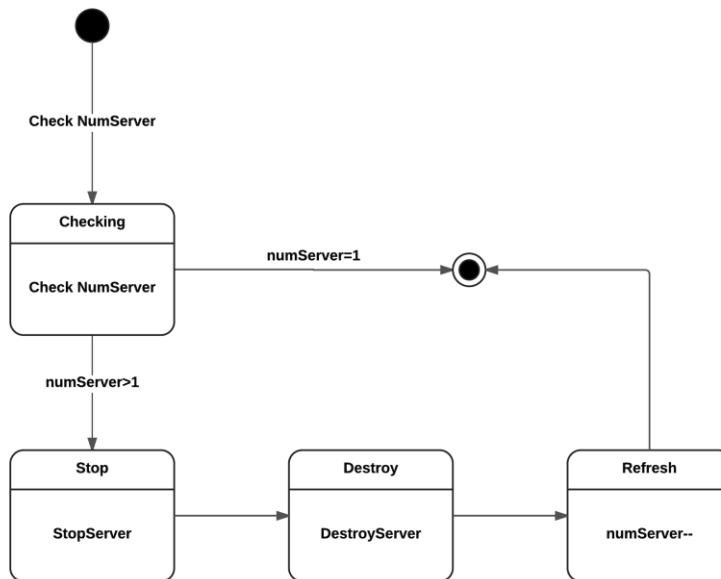 Check NumServer
Checking
Check NumServer
numServer=1
numServer>1
Stop
StopServer
Destroy
DestroyServer
Refresh
numServer--